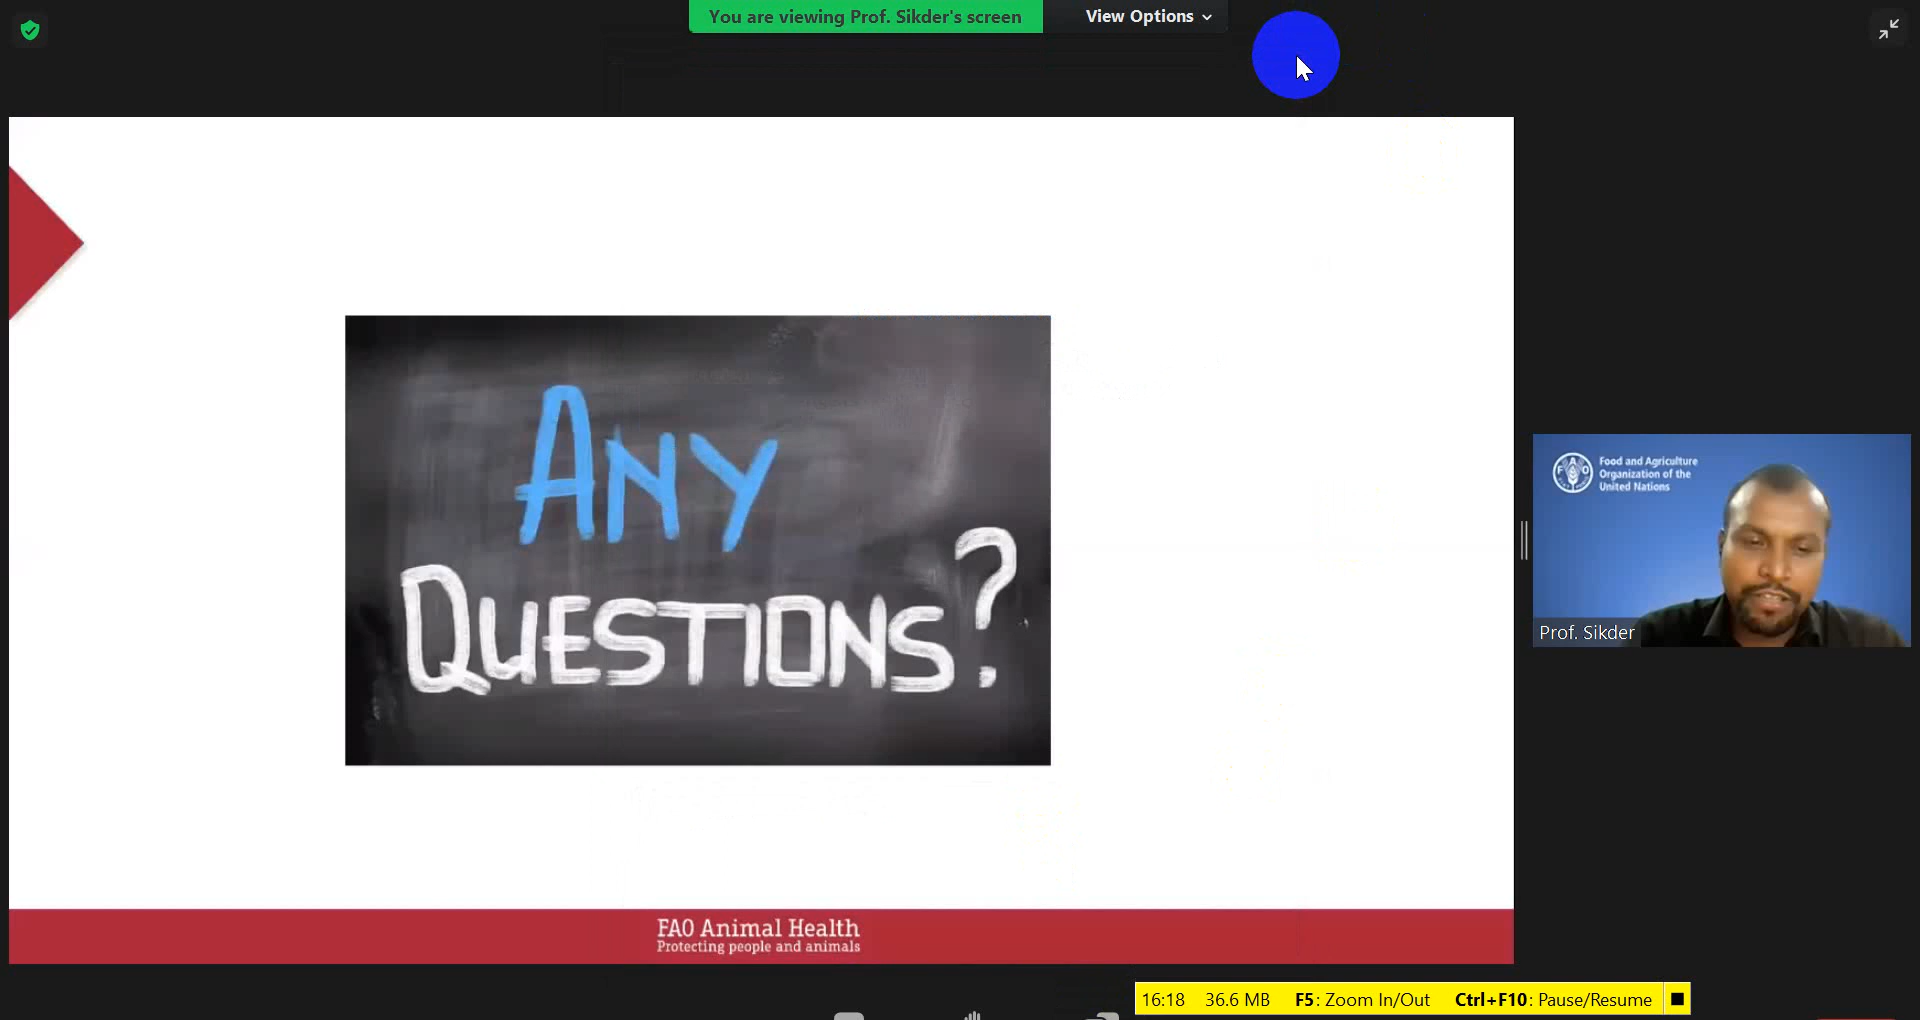 You are viewing Prof. Sikder's screen
View Options
ANY
QUESTIONS?
FAO
Food and Agriculture
Organization of the
United Nations
Prof. Sikder
FAO Animal Health
Protecting people and animals
16:18 36.6 MB F5: Zoom In/Out Ctrl+F10: Pause/Resume